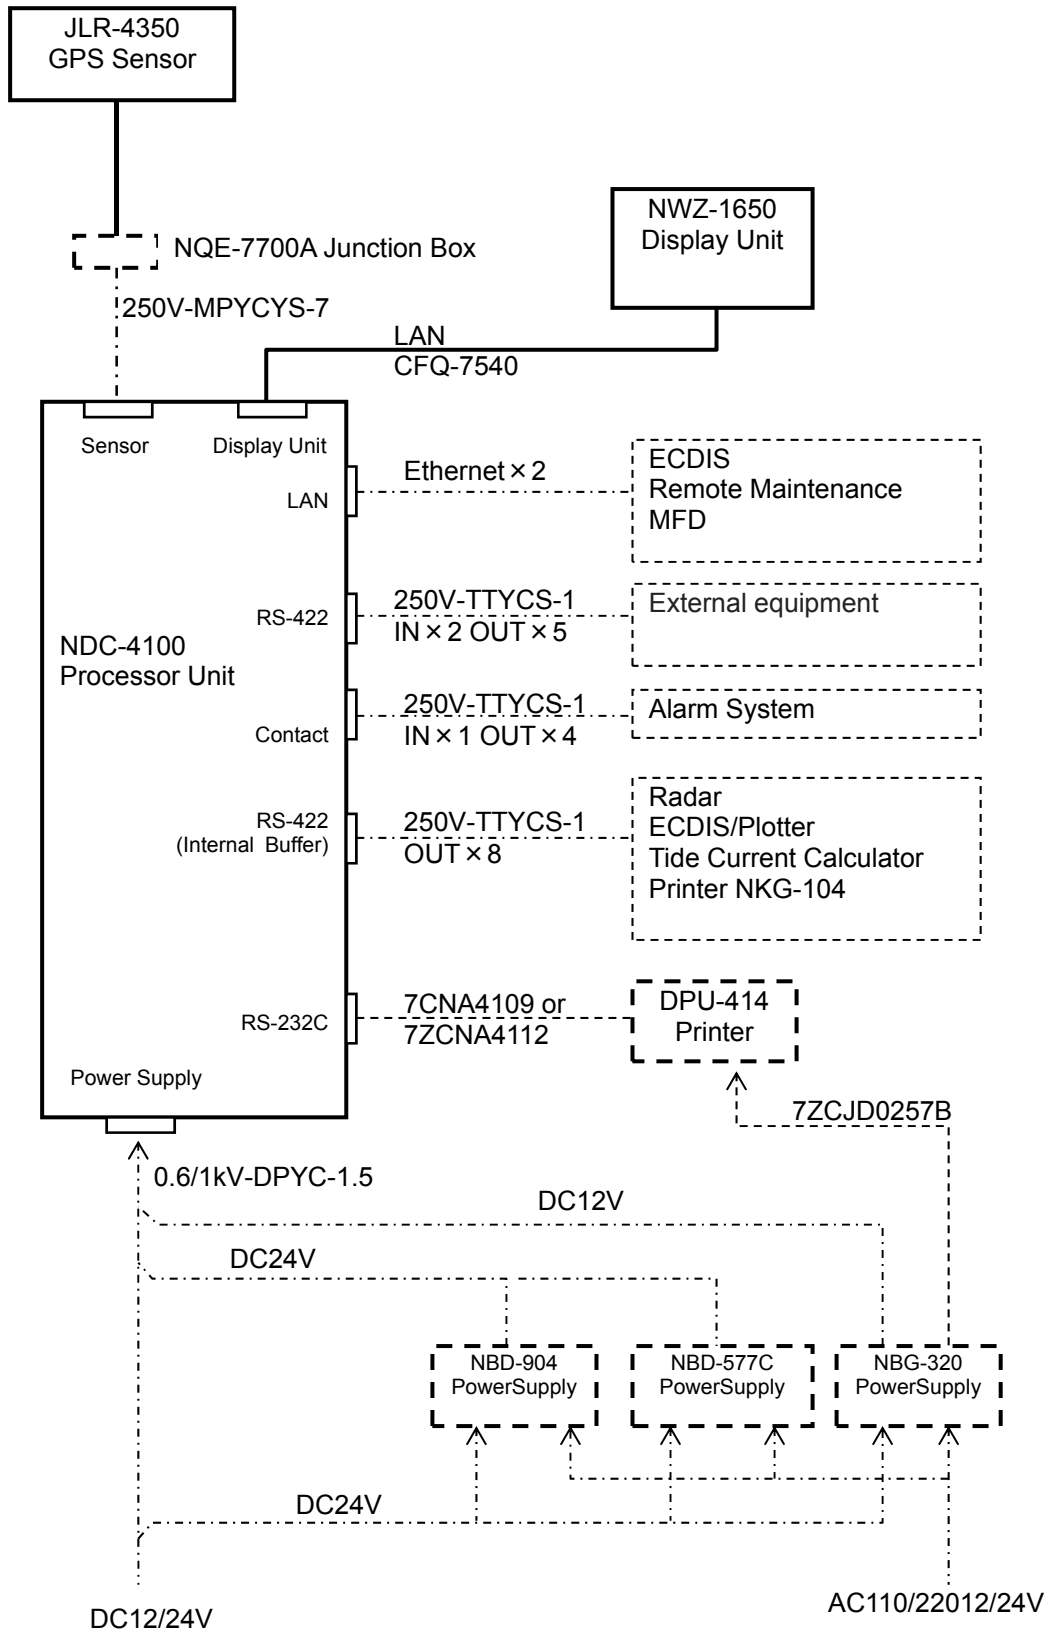 JLR-4350
GPS Sensor
NWZ-1650
Display Unit
NQE-7700A Junction Box
250V-MPYCYS-7
LAN
CFQ-7540
Sensor
Display Unit
LAN
Ethernet×2
ECDIS
Remote Maintenance
MFD
RS-422
250V-TTYCS-1
IN×2 OUT×5
External equipment
NDC-4100
Processor Unit
Contact
250V-TTYCS-1
IN×1 OUT×4
Alarm System
RS-422
(Internal Buffer)
250V-TTYCS-1
OUT×8
Radar
ECDIS/Plotter
Tide Current Calculator
Printer NKG-104
RS-232C
7CNA4109 or
7ZCNA4112
DPU-414
Printer
Power Supply
7ZCJD0257B
0.6/1kV-DPYC-1.5
DC12V
DC24V
NBD-904
PowerSupply
NBD-577C
PowerSupply
NBG-320
PowerSupply
DC24V
DC12/24V
AC110/22012/24V